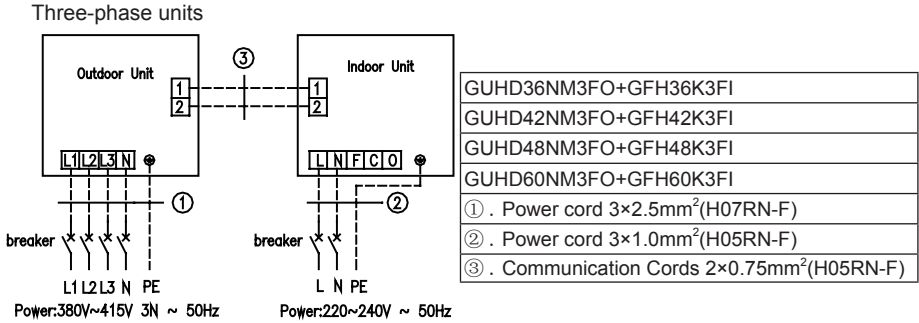 Three-phase units
Outdoor Unit
1
2
L1 L2 L3 N
①
breaker
L1 L2 L3 N PE
Power:380V~415V 3N ~ 50Hz
③
Indoor Unit
1
2
L N F C O
②
breaker
L N PE
Power:220~240V ~ 50Hz
GUHD36NM3FO+GFH36K3FI
GUHD42NM3FO+GFH42K3FI
GUHD48NM3FO+GFH48K3FI
GUHD60NM3FO+GFH60K3FI
① . Power cord 3×2.5mm²(H07RN-F)
② . Power cord 3×1.0mm²(H05RN-F)
③ . Communication Cords 2×0.75mm²(H05RN-F)